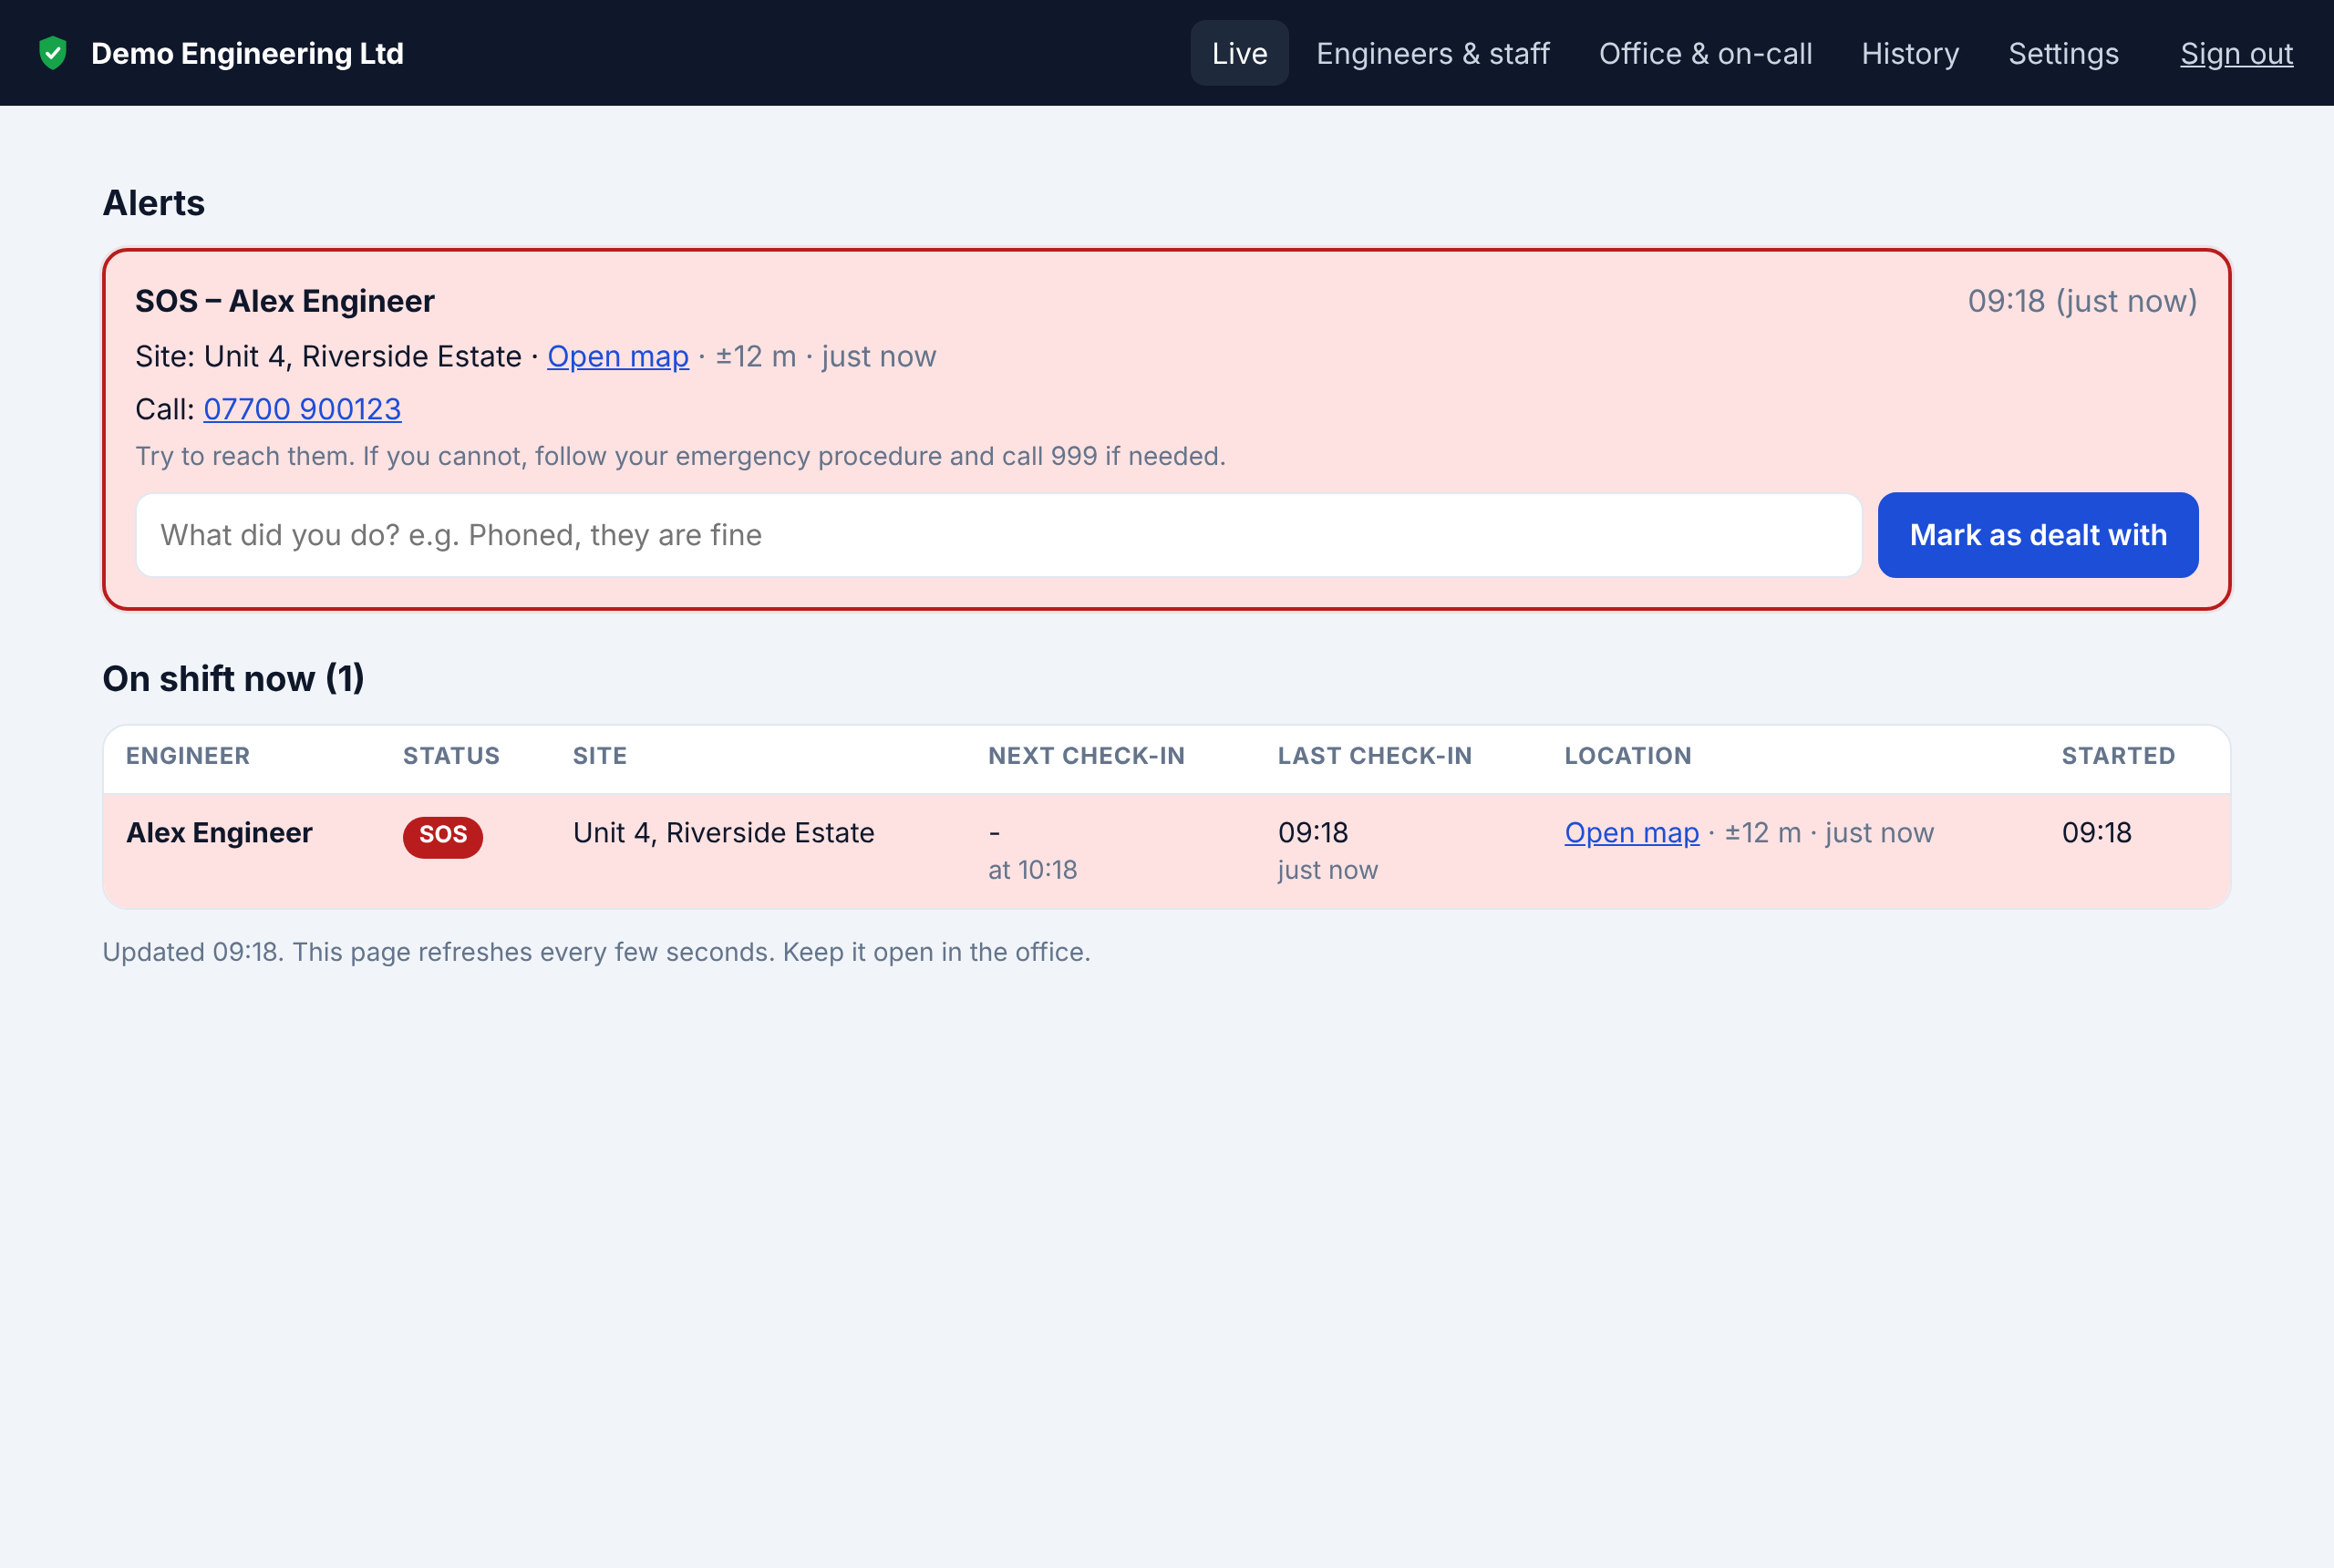 Demo Engineering Ltd
Live Engineers & staff Office & on-call History Settings Sign out
Alerts
SOS – Alex Engineer 09:18 (just now)
Site: Unit 4, Riverside Estate · Open map · ±12 m · just now
Call: 07700 900123
Try to reach them. If you cannot, follow your emergency procedure and call 999 if needed.
What did you do? e.g. Phoned, they are fine Mark as dealt with
On shift now (1)
ENGINEER STATUS SITE NEXT CHECK-IN LAST CHECK-IN LOCATION STARTED
Alex Engineer SOS Unit 4, Riverside Estate - 09:18 Open map · ±12 m · just now 09:18
at 10:18 just now
Updated 09:18. This page refreshes every few seconds. Keep it open in the office.